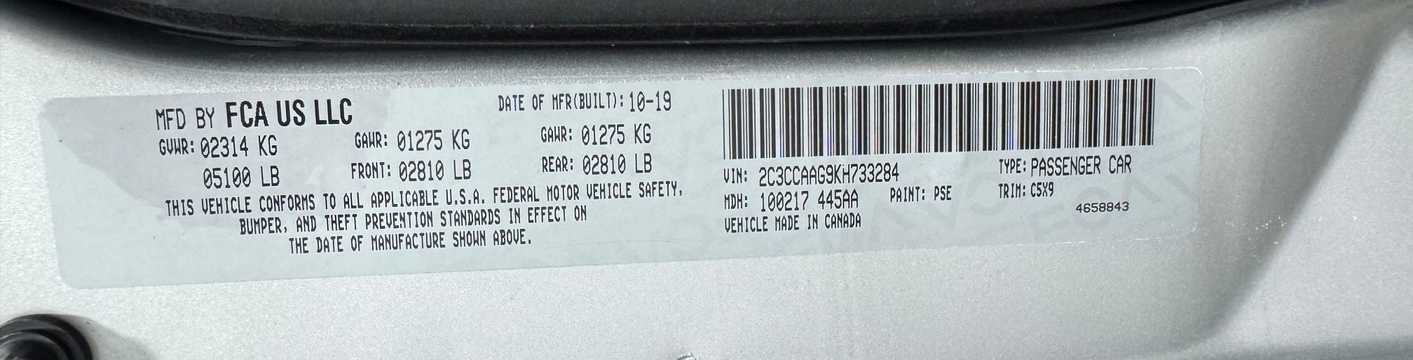 MFD BY FCA US LLC
DATE OF MFR(BUILT): 10-19
GVWR: 02314 KG
GAWR: 01275 KG
GAWR: 01275 KG
05100 LB
FRONT: 02810 LB
REAR: 02810 LB
THIS VEHICLE CONFORMS TO ALL APPLICABLE U.S.A. FEDERAL MOTOR VEHICLE SAFETY,
BUMPER, AND THEFT PREVENTION STANDARDS IN EFFECT ON
THE DATE OF MANUFACTURE SHOWN ABOVE.
VIN: 2C3CCAAG9KH733284
TYPE: PASSENGER CAR
MDH: 100217 445AA
PAINT: PSE
TRIM: C5X9
VEHICLE MADE IN CANADA
4658843